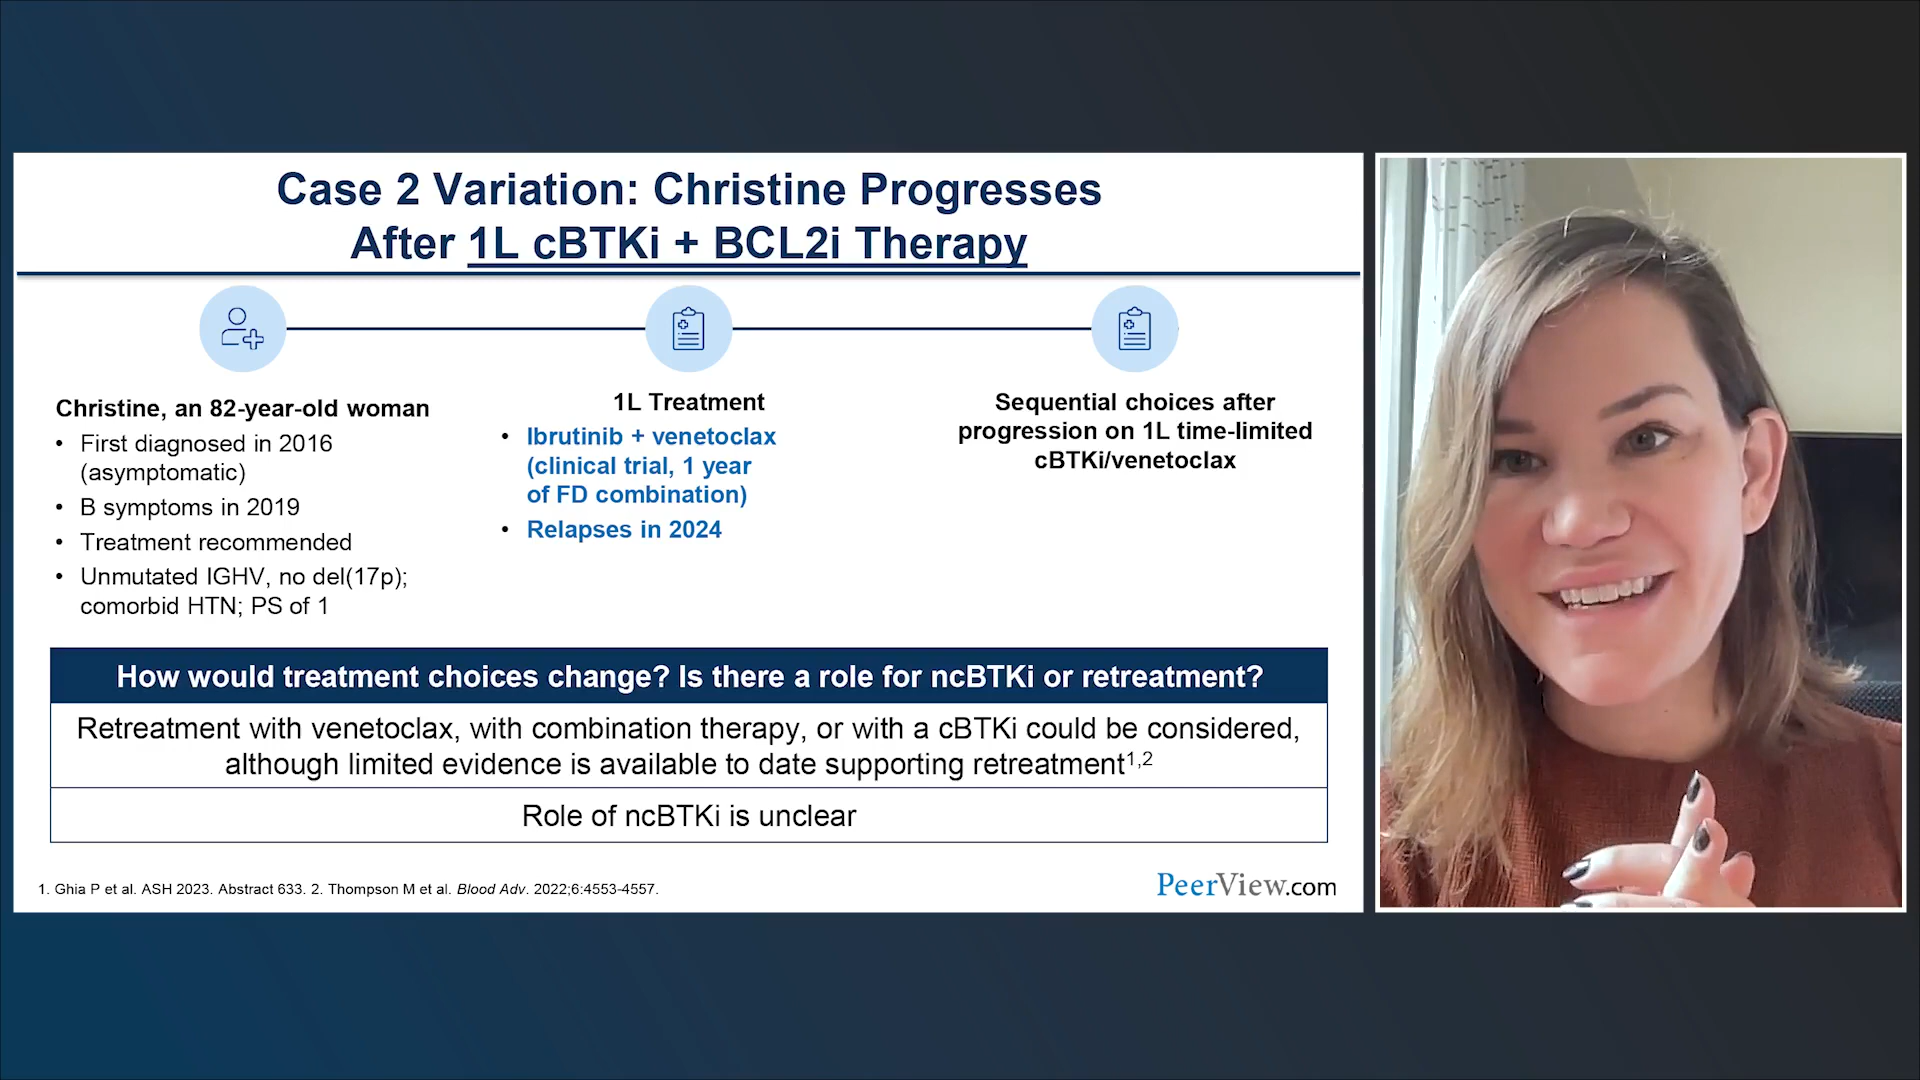 Case 2 Variation: Christine Progresses
After 1L cBTKi + BCL2i Therapy
Christine, an 82-year-old woman
• First diagnosed in 2016
(asymptomatic)
• B symptoms in 2019
• Treatment recommended
• Unmutated IGHV, no del(17p);
comorbid HTN; PS of 1
1L Treatment
• Ibrutinib + venetoclax
(clinical trial, 1 year
of FD combination)
• Relapses in 2024
Sequential choices after
progression on 1L time-limited
cBTKi/venetoclax
How would treatment choices change? Is there a role for ncBTKi or retreatment?
Retreatment with venetoclax, with combination therapy, or with a cBTKi could be considered,
although limited evidence is available to date supporting retreatment1,2
Role of ncBTKi is unclear
1. Ghia P et al. ASH 2023. Abstract 633. 2. Thompson M et al. Blood Adv. 2022;6:4553-4557.
PeerView.com